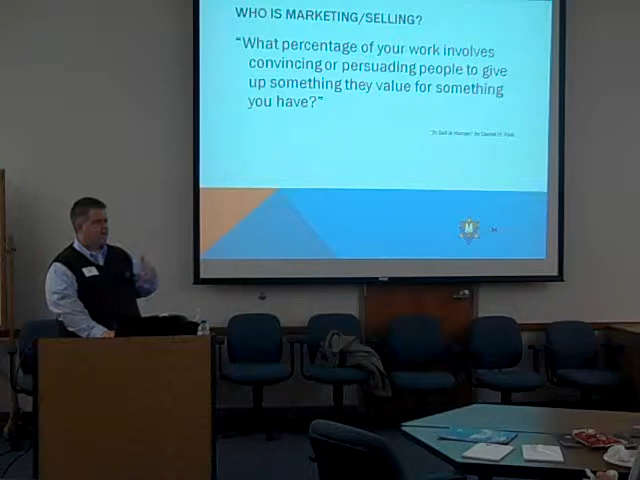 WHO IS MARKETING/SELLING?
“What percentage of your work involves
convincing or persuading people to give
up something they value for something
you have?”
"To Sell is Human" by Daniel H. Pink
M
M